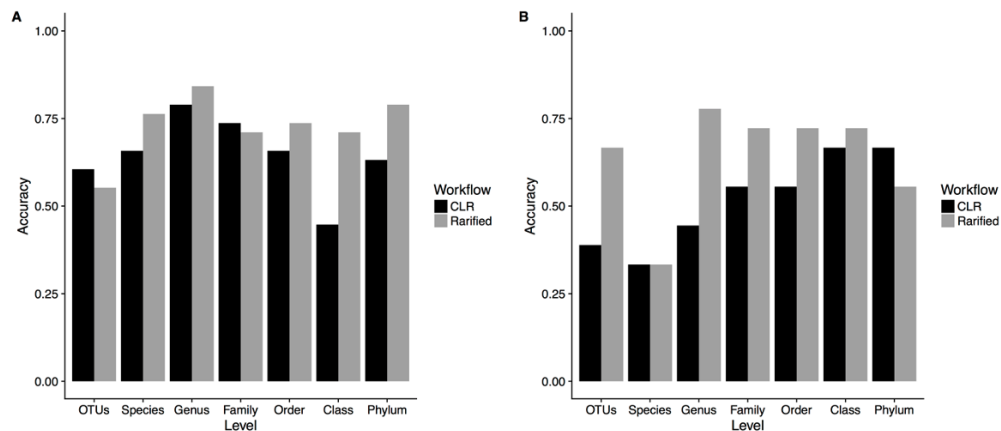 A
1.00
0.75
0.50
0.25
0.00
Accuracy
OTUs Species Genus Family Order Class Phylum
Level
Workflow
CLR
Rarified
B
1.00
0.75
0.50
0.25
0.00
Accuracy
OTUs Species Genus Family Order Class Phylum
Level
Workflow
CLR
Rarified